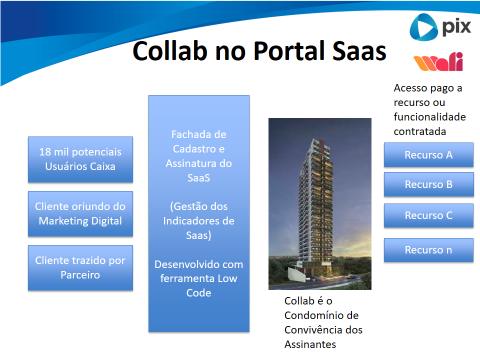 pix
Collab no Portal Saas
wafi
Acesso pago a
recurso ou
funcionalidade
contratada
18 mil potenciais
Usuários Caixa
Cliente oriundo do
Marketing Digital
Cliente trazido por
Parceiro
Fachada de
Cadastro e
Assinatura do
SaaS
(Gestão dos
Indicadores de
Saas)
Desenvolvido com
ferramenta Low
Code
Collab é o
Condomínio de
Convivência dos
Assinantes
Recurso A
Recurso B
Recurso C
Recurso n